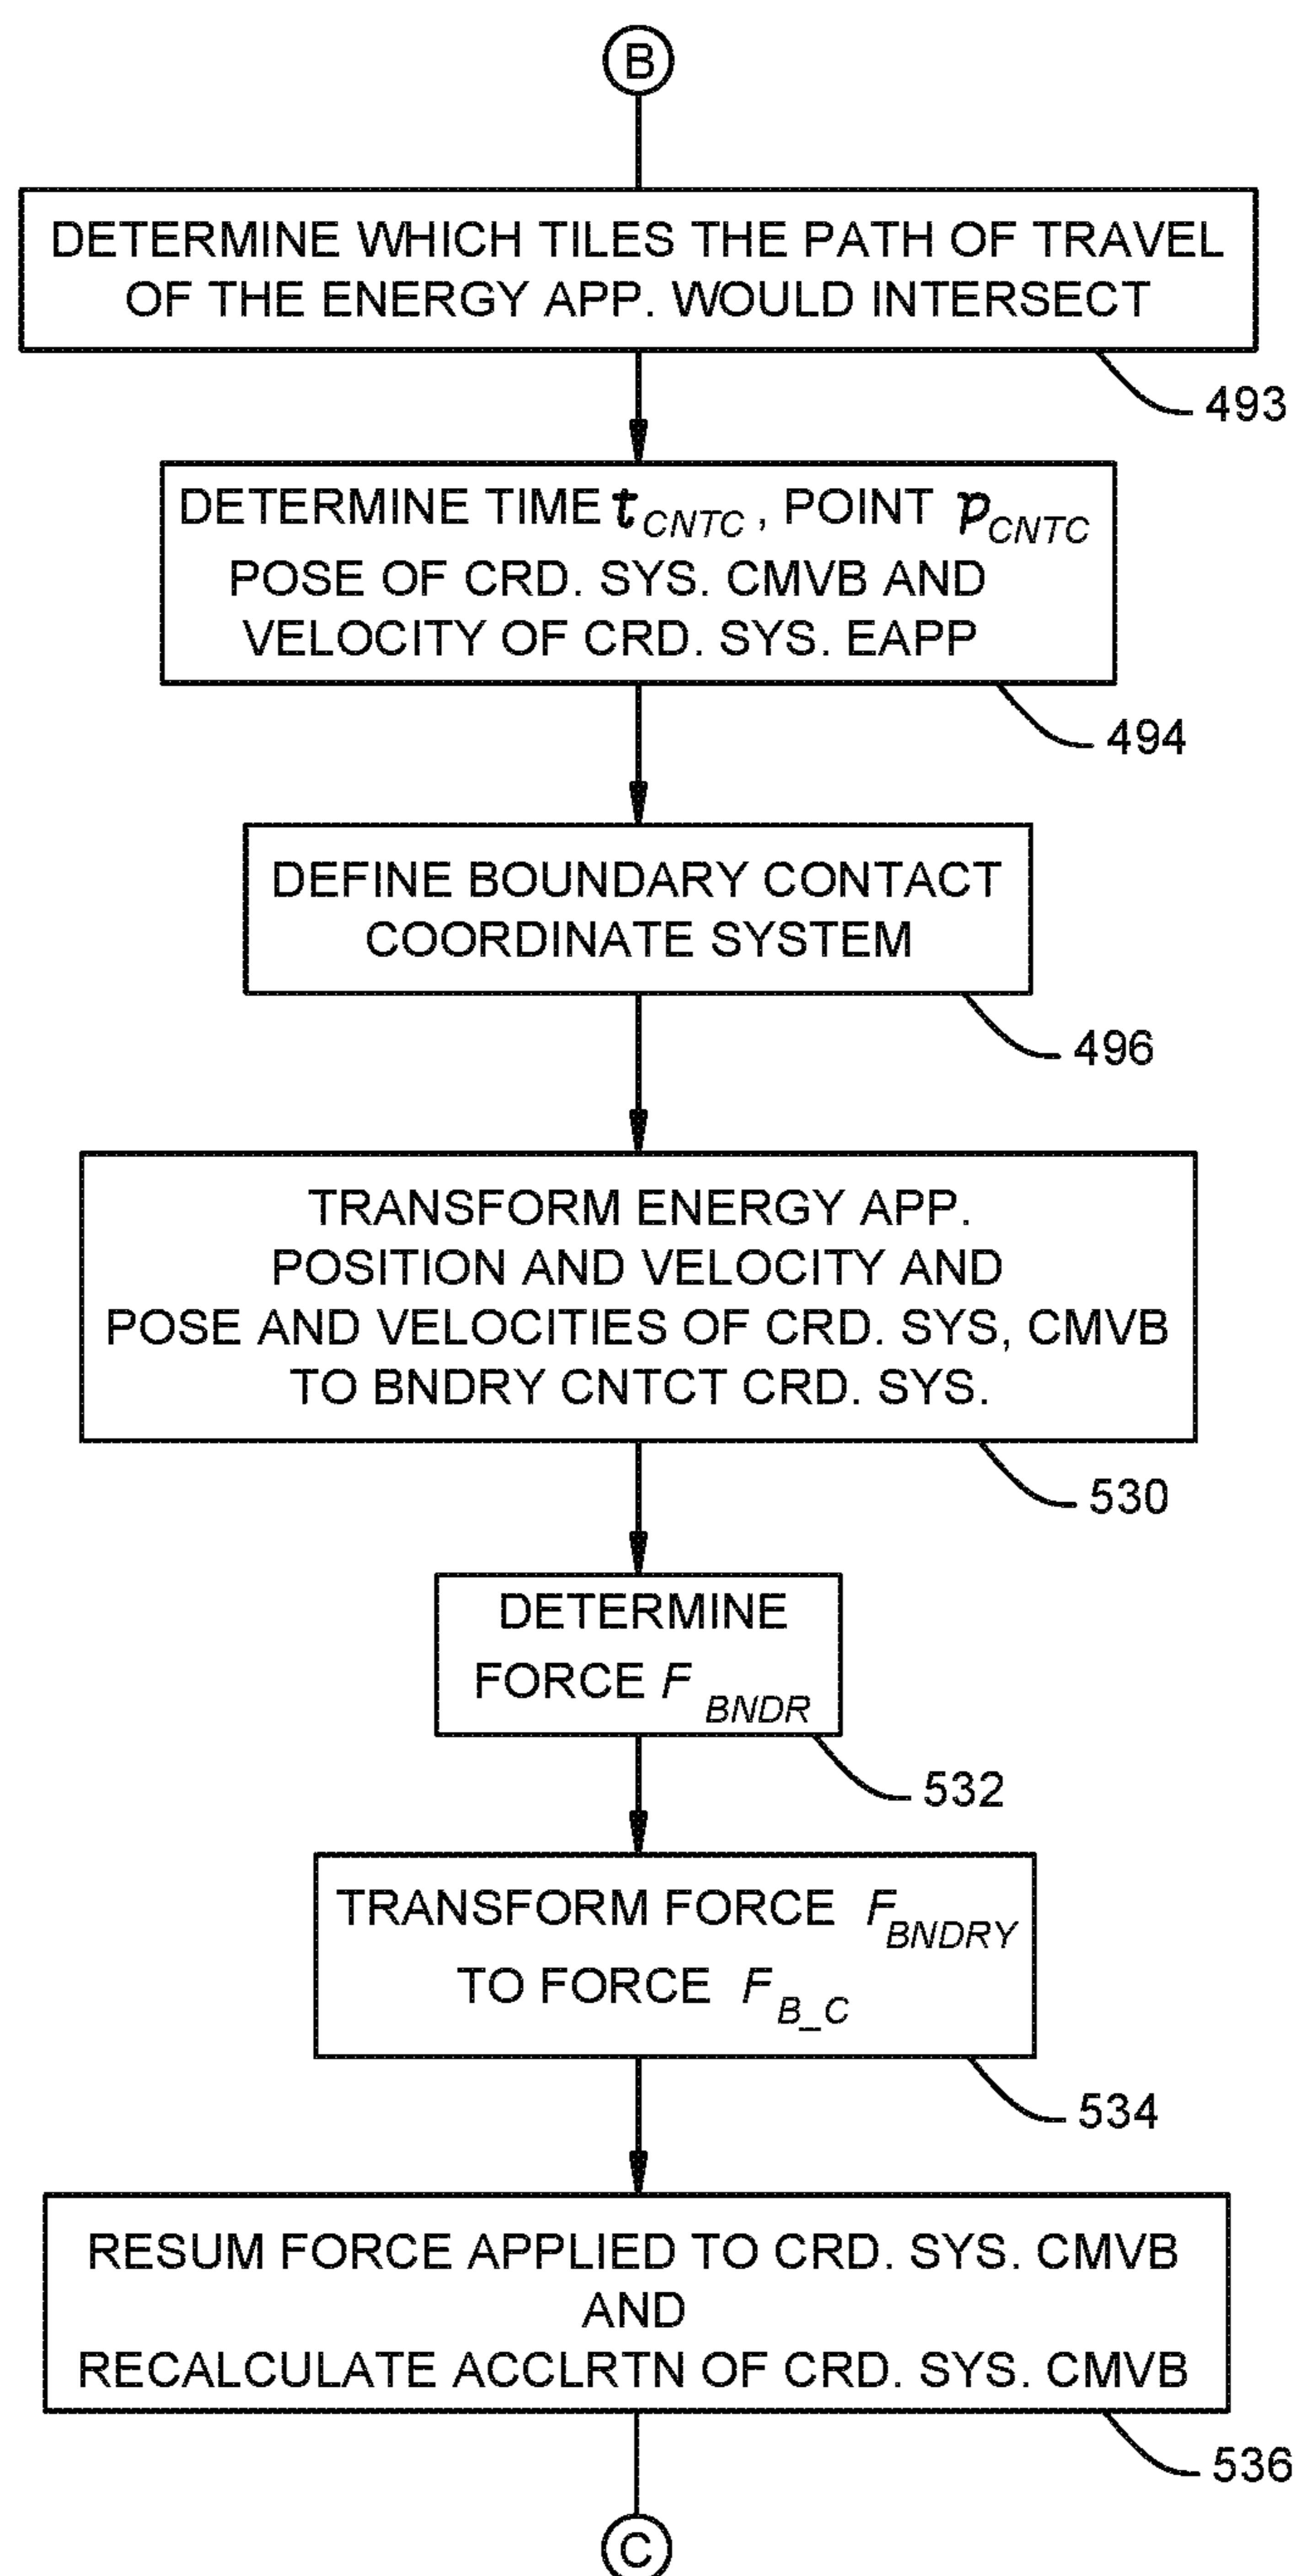 B
DETERMINE WHICH TILES THE PATH OF TRAVEL
OF THE ENERGY APP. WOULD INTERSECT
493
DETERMINE TIME t CNTC, POINT p CNTC
POSE OF CRD. SYS. CMVB AND
VELOCITY OF CRD. SYS. EAPP
494
DEFINE BOUNDARY CONTACT
COORDINATE SYSTEM
496
TRANSFORM ENERGY APP.
POSITION AND VELOCITY AND
POSE AND VELOCITIES OF CRD. SYS, CMVB
TO BNDRY CNTCT CRD. SYS.
530
DETERMINE
FORCE F BNDR
532
TRANSFORM FORCE F BNDRY
TO FORCE F B_C
534
RESUM FORCE APPLIED TO CRD. SYS. CMVB
AND
RECALCULATE ACCLRTN OF CRD. SYS. CMVB
536
C